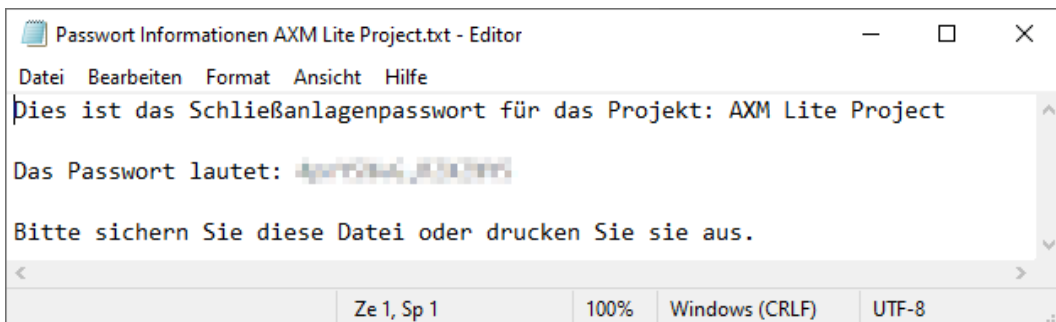 Passwort Informationen AXM Lite Project.txt - Editor
Datei Bearbeiten Format Ansicht Hilfe
Dies ist das Schließanlagenpasswort für das Projekt: AXM Lite Project
Das Passwort lautet:
Bitte sichern Sie diese Datei oder drucken Sie sie aus.
Ze 1, Sp 1 100% Windows (CRLF) UTF-8